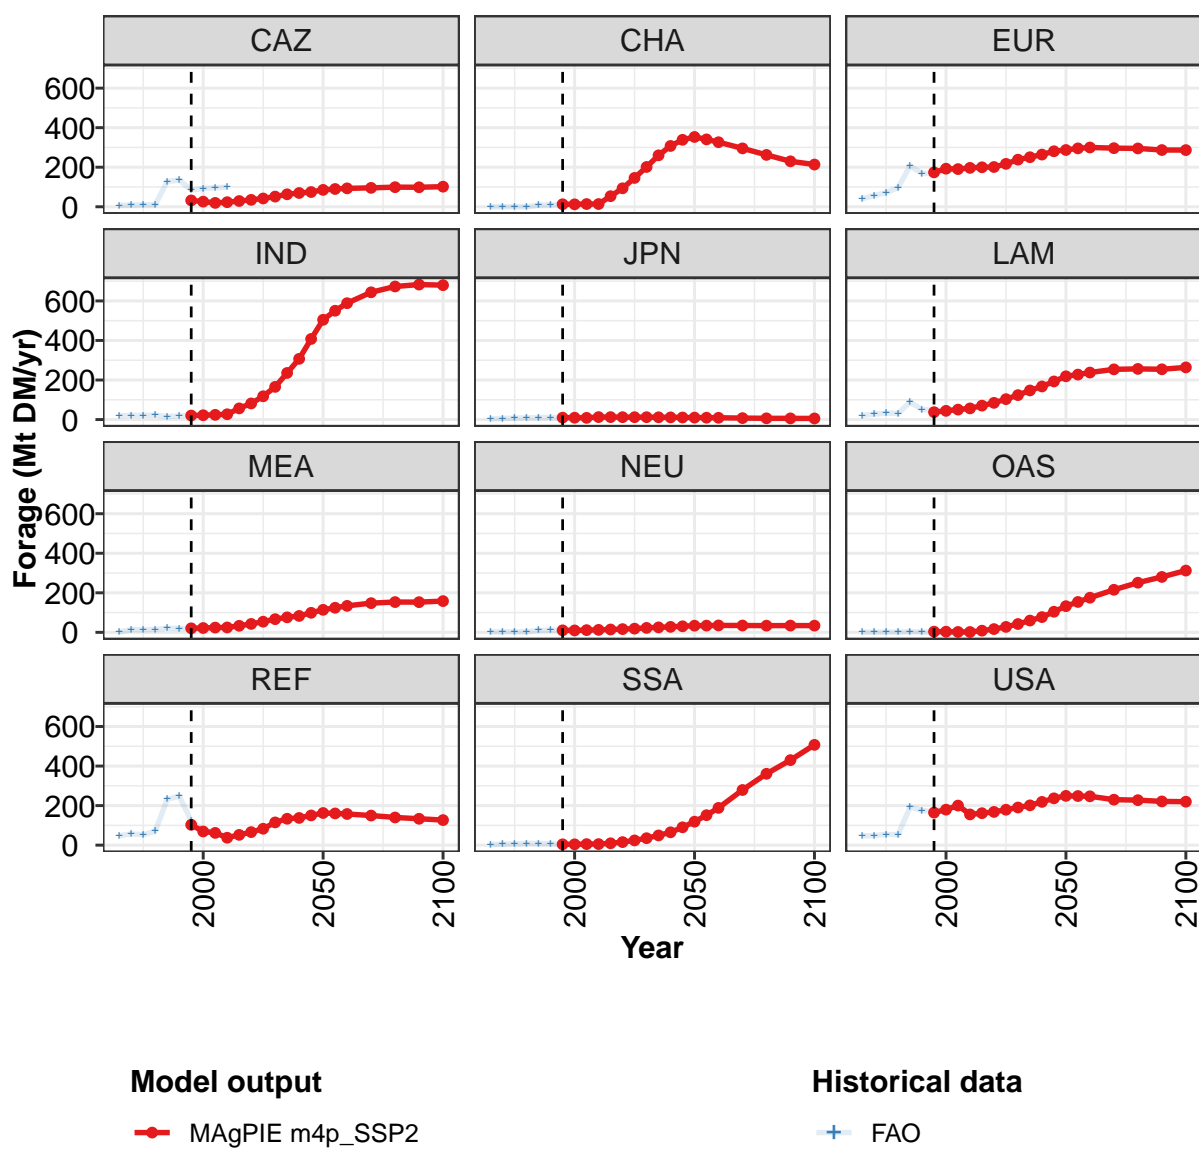 CAZ CHA EUR
600
400
200
0
IND JPN LAM
600
400
200
0
MEA NEU OAS
600
400
200
0
REF SSA USA
600
400
200
0
Forage (Mt DM/yr)
2000 2050 2100 2000 2050 2100 2000 2050 2100
Year
Model output Historical data
MAgPIE m4p_SSP2 FAO